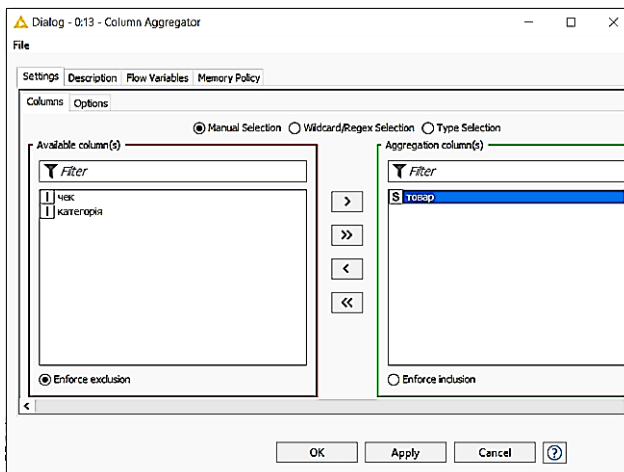 Dialog - 0:13 - Column Aggregator
File
Settings Description Flow Variables Memory Policy
Columns Options
Manual Selection Wildcard/Regex Selection Type Selection
Available column(s)
Filter
I чек
I категорія
Enforce exclusion
>
>>
<
<<
Aggregation column(s)
Filter
S товар
Enforce inclusion
OK Apply Cancel ?